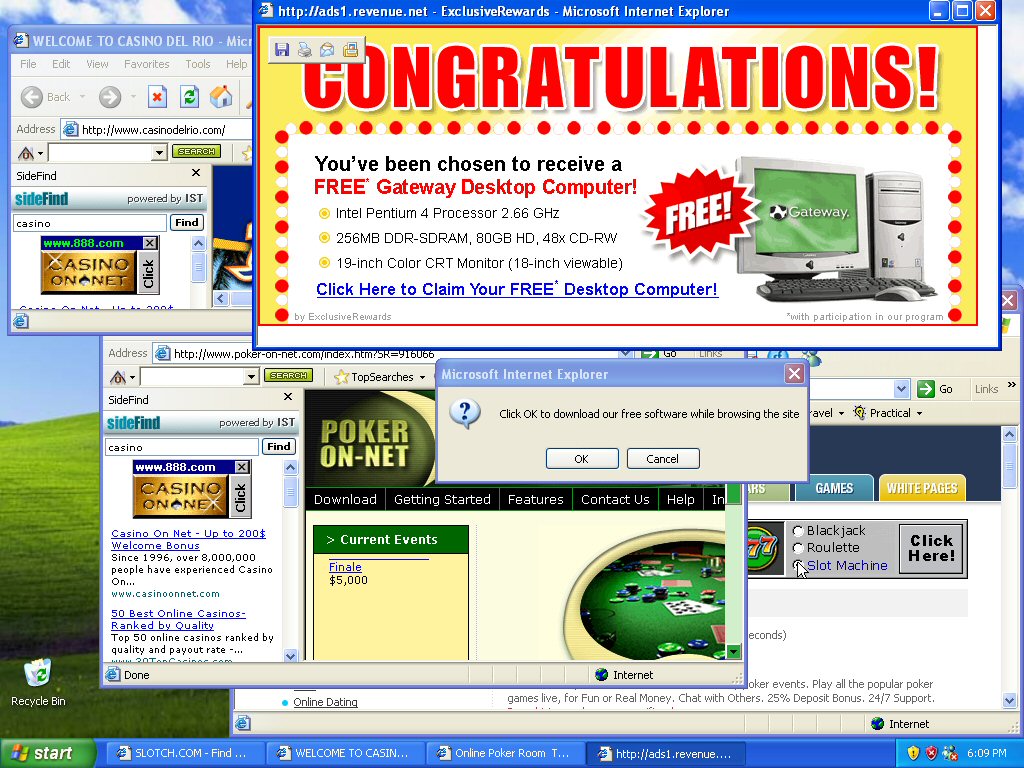 http://ads1.revenue.net - ExclusiveRewards - Microsoft Internet Explorer
CONGRATULATIONS!
You've been chosen to receive a
FREE* Gateway Desktop Computer!
Intel Pentium 4 Processor 2.66 GHz
256MB DDR-SDRAM, 80GB HD, 48x CD-RW
19-inch Color CRT Monitor (18-inch viewable)
Click Here to Claim Your FREE* Desktop Computer!
FREE!
Gateway.
by ExclusiveRewards
*with participation in our program
WELCOME TO CASINO DEL RIO - Micr
File Edit View Favorites Tools Help
Back
Address http://www.casinodelrio.com/
SEARCH
SideFind
sideFind powered by IST
casino Find
www.888.com
CASINO ON NET
Click
Casino On Net - Up to 200$
Address http://www.poker-on-net.com/index.htm?SR=916066
Go Links
SEARCH TopSearches
SideFind
sideFind powered by IST
casino Find
www.888.com
CASINO ON NET
Click
Casino On Net - Up to 200$
Welcome Bonus
Since 1996, over 8,000,000
people have experienced Casino
On...
www.casinoonnet.com
50 Best Online Casinos-
Ranked by Quality
Top 50 online casinos ranked by
quality and payout rate -...
POKER
ON-NET
Download Getting Started Features Contact Us Help In
> Current Events
Finale
$5,000
Done
Internet
Microsoft Internet Explorer
Click OK to download our free software while browsing the site
OK Cancel
Go Links
ravel Practical
ARS GAMES WHITE PAGES
777
Blackjack
Roulette
Slot Machine
Click
Here!
econds)
oker events. Play all the popular poker
games live, for Fun or Real Money. Chat with Others. 25% Deposit Bonus. 24/7 Support.
Online Dating
Internet
Recycle Bin
start
SLOTCH.COM - Find ...
WELCOME TO CASIN...
Online Poker Room T...
http://ads1.revenue....
6:09 PM